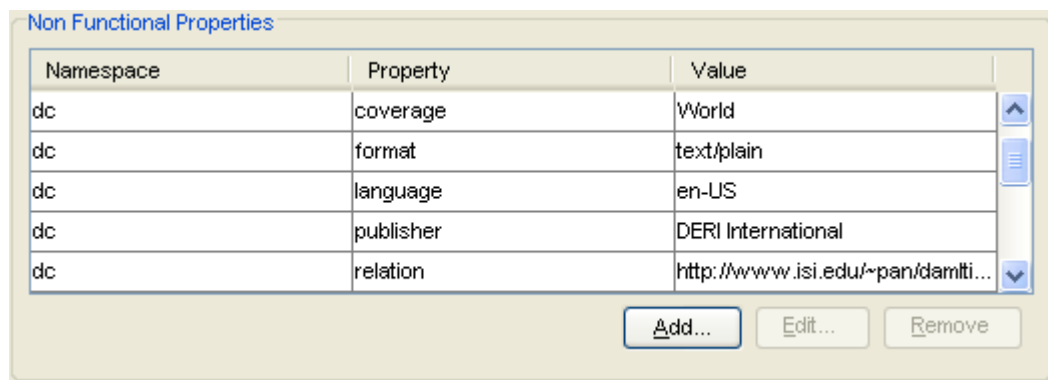 Non Functional Properties
Namespace Property Value
dc coverage World
dc format text/plain
dc language en-US
dc publisher DERI International
dc relation http://www.isi.edu/~pan/damlti...
Add... Edit... Remove